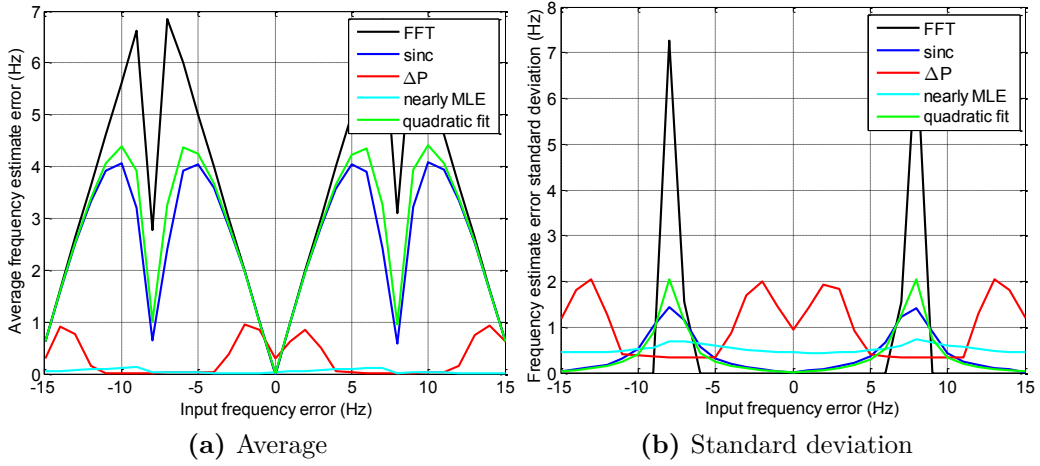 7
6
5
4
3
2
1
0
-15
-10
-5
0
5
10
15
Average frequency estimate error (Hz)
Input frequency error (Hz)
FFT
sinc
ΔP
nearly MLE
quadratic fit
(a) Average
8
7
6
5
4
3
2
1
0
-15
-10
-5
0
5
10
15
Frequency estimate error standard deviation (Hz)
Input frequency error (Hz)
FFT
sinc
ΔP
nearly MLE
quadratic fit
(b) Standard deviation